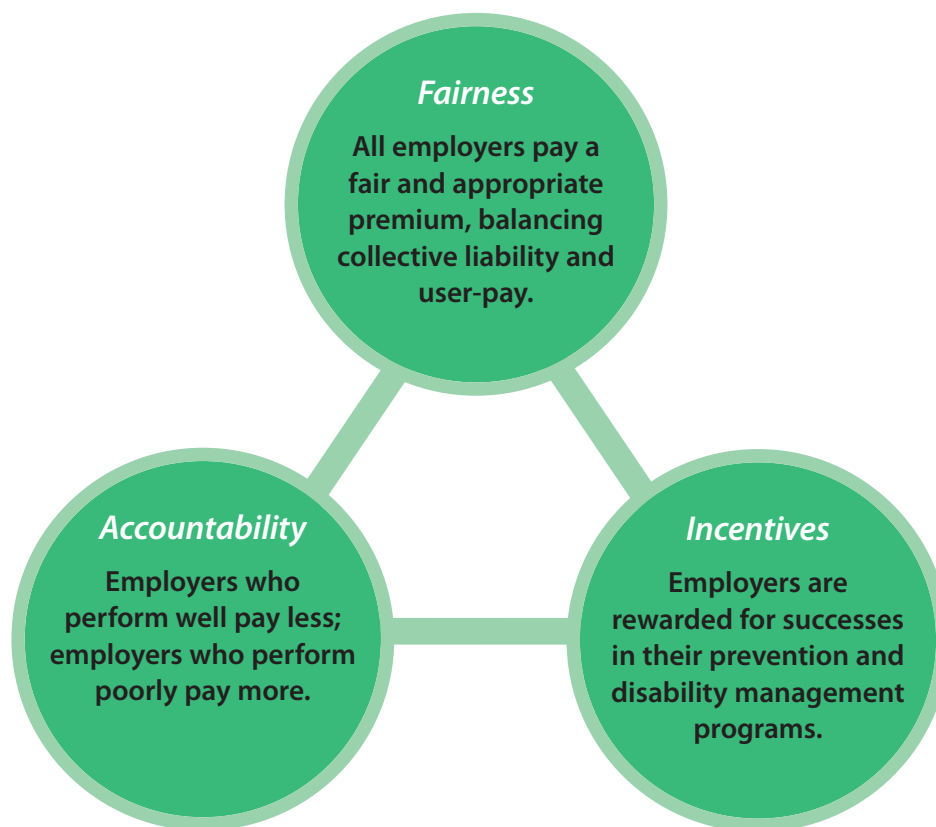 Fairness
All employers pay a
fair and appropriate
premium, balancing
collective liability and
user-pay.
Accountability
Employers who
perform well pay less;
employers who perform
poorly pay more.
Incentives
Employers are
rewarded for successes
in their prevention and
disability management
programs.